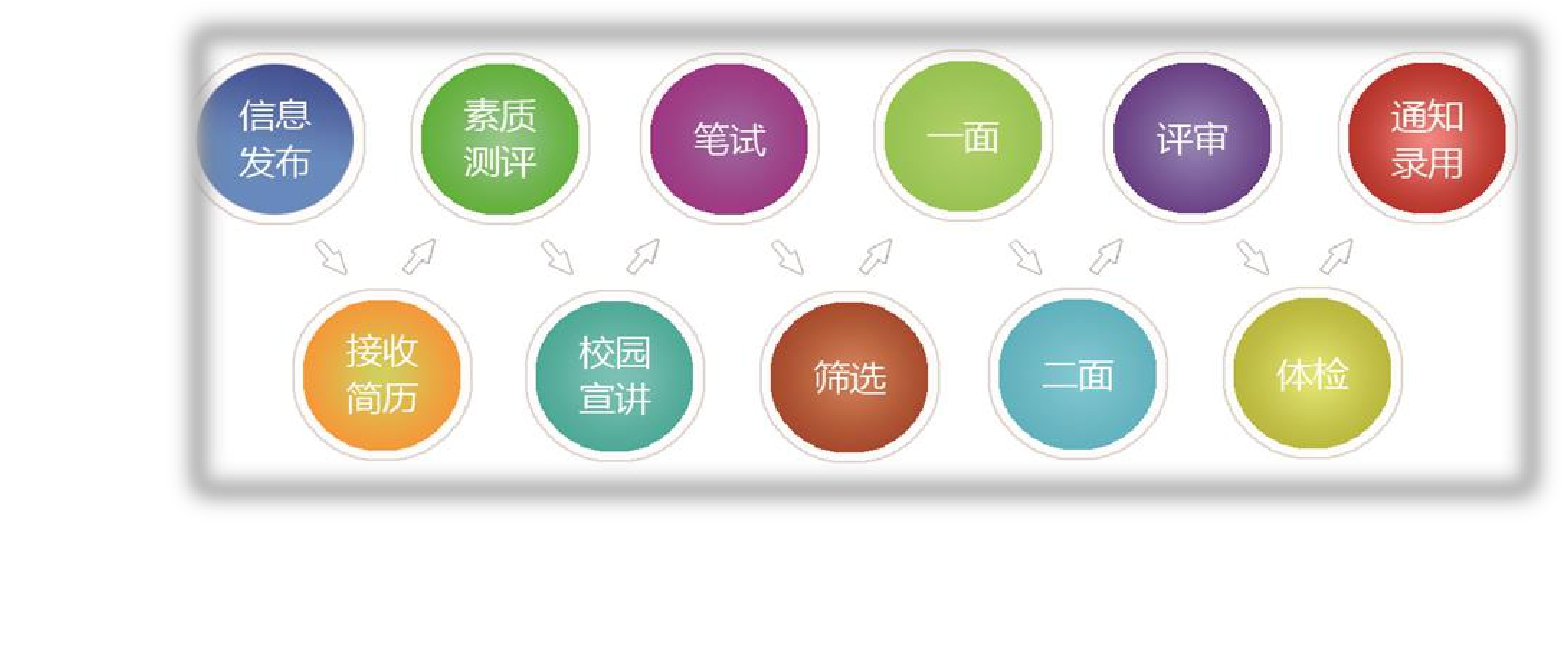 信息
发布
接收
简历
素质
测评
校园
宣讲
笔试
筛选
一面
二面
评审
体检
通知
录用